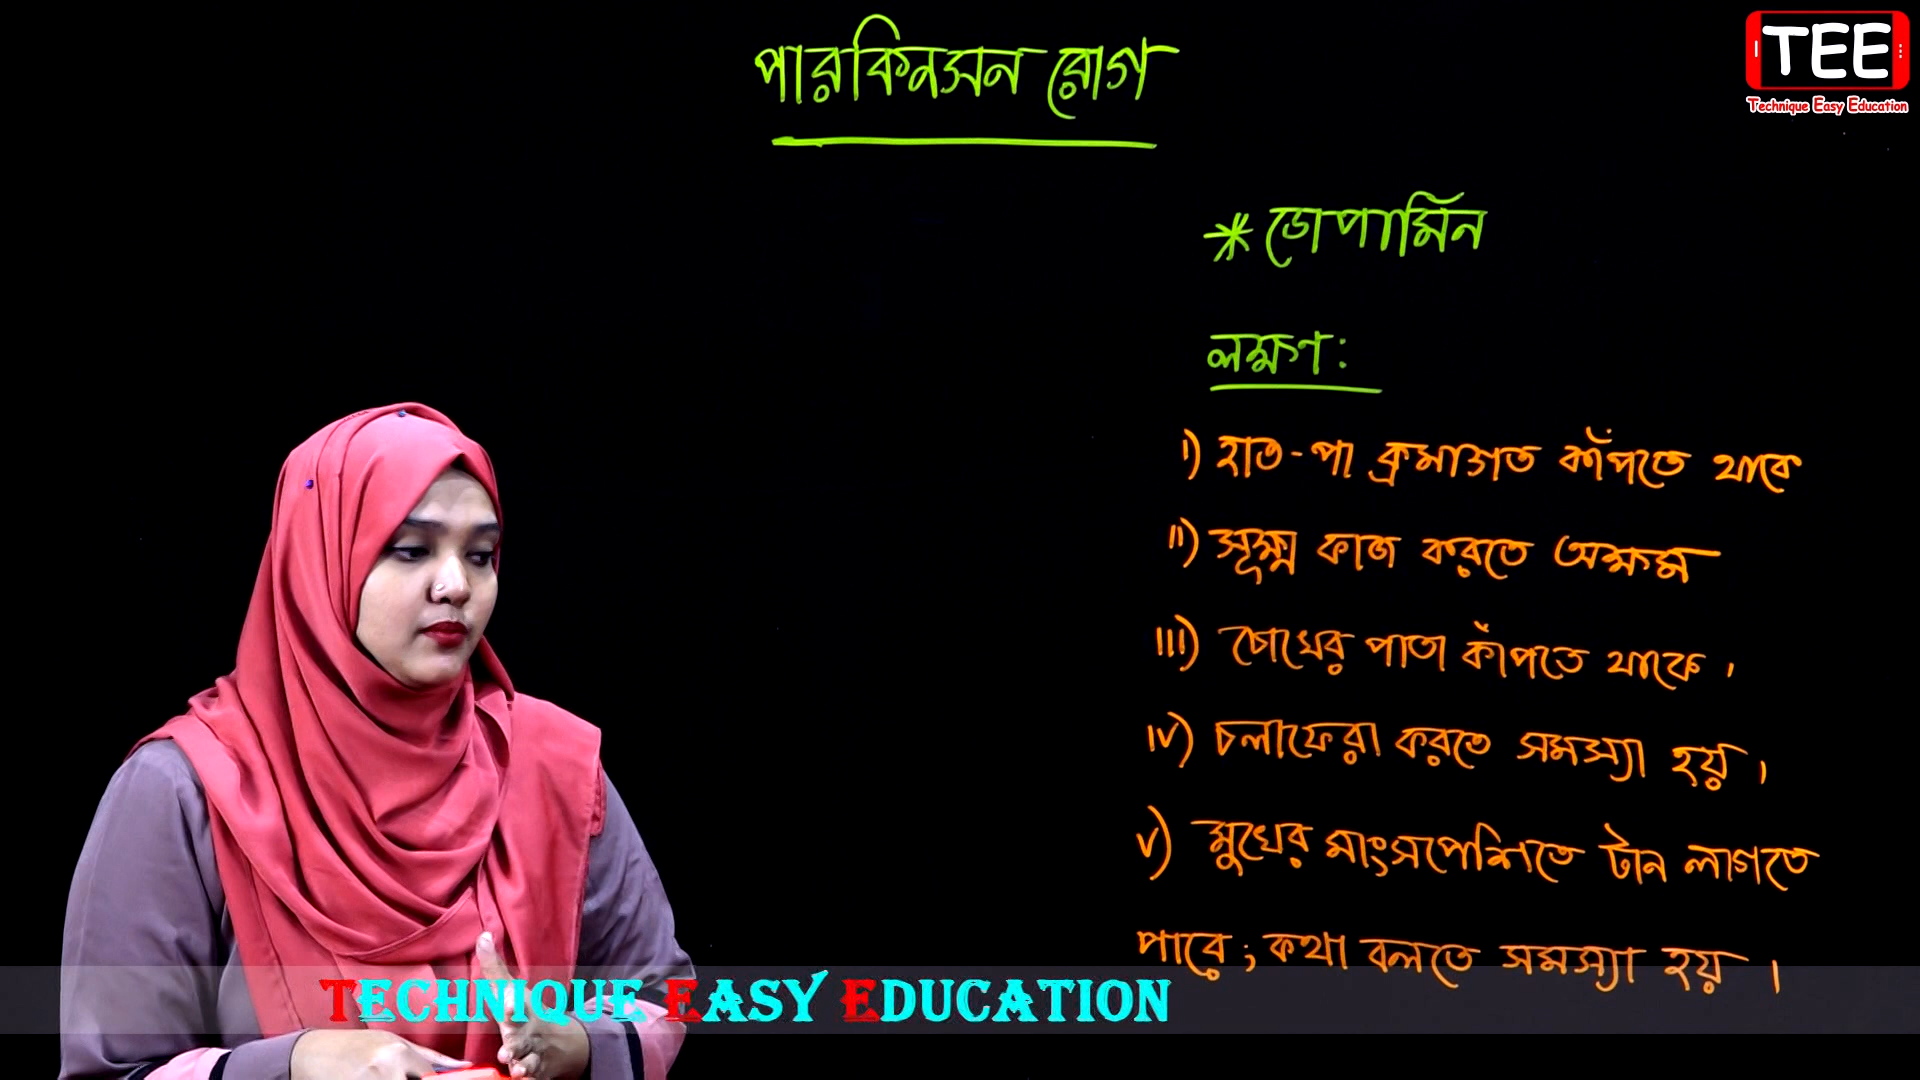 পারকিনসন রোগ
TEE
Technique Easy Education
* ডোপামিন
লক্ষণ:
i) হাত-পা ক্রমাগত কাঁপতে থাকে
ii) সূক্ষ্ম কাজ করতে অক্ষম
iii) চোখের পাতা কাঁপতে থাকে।
iv) চলাফেরা করতে সমস্যা হয়।
v) মুখের মাংসপেশিতে টান লাগতে
পারে; কথা বলতে সমস্যা হয়।
TECHNIQUE EASY EDUCATION